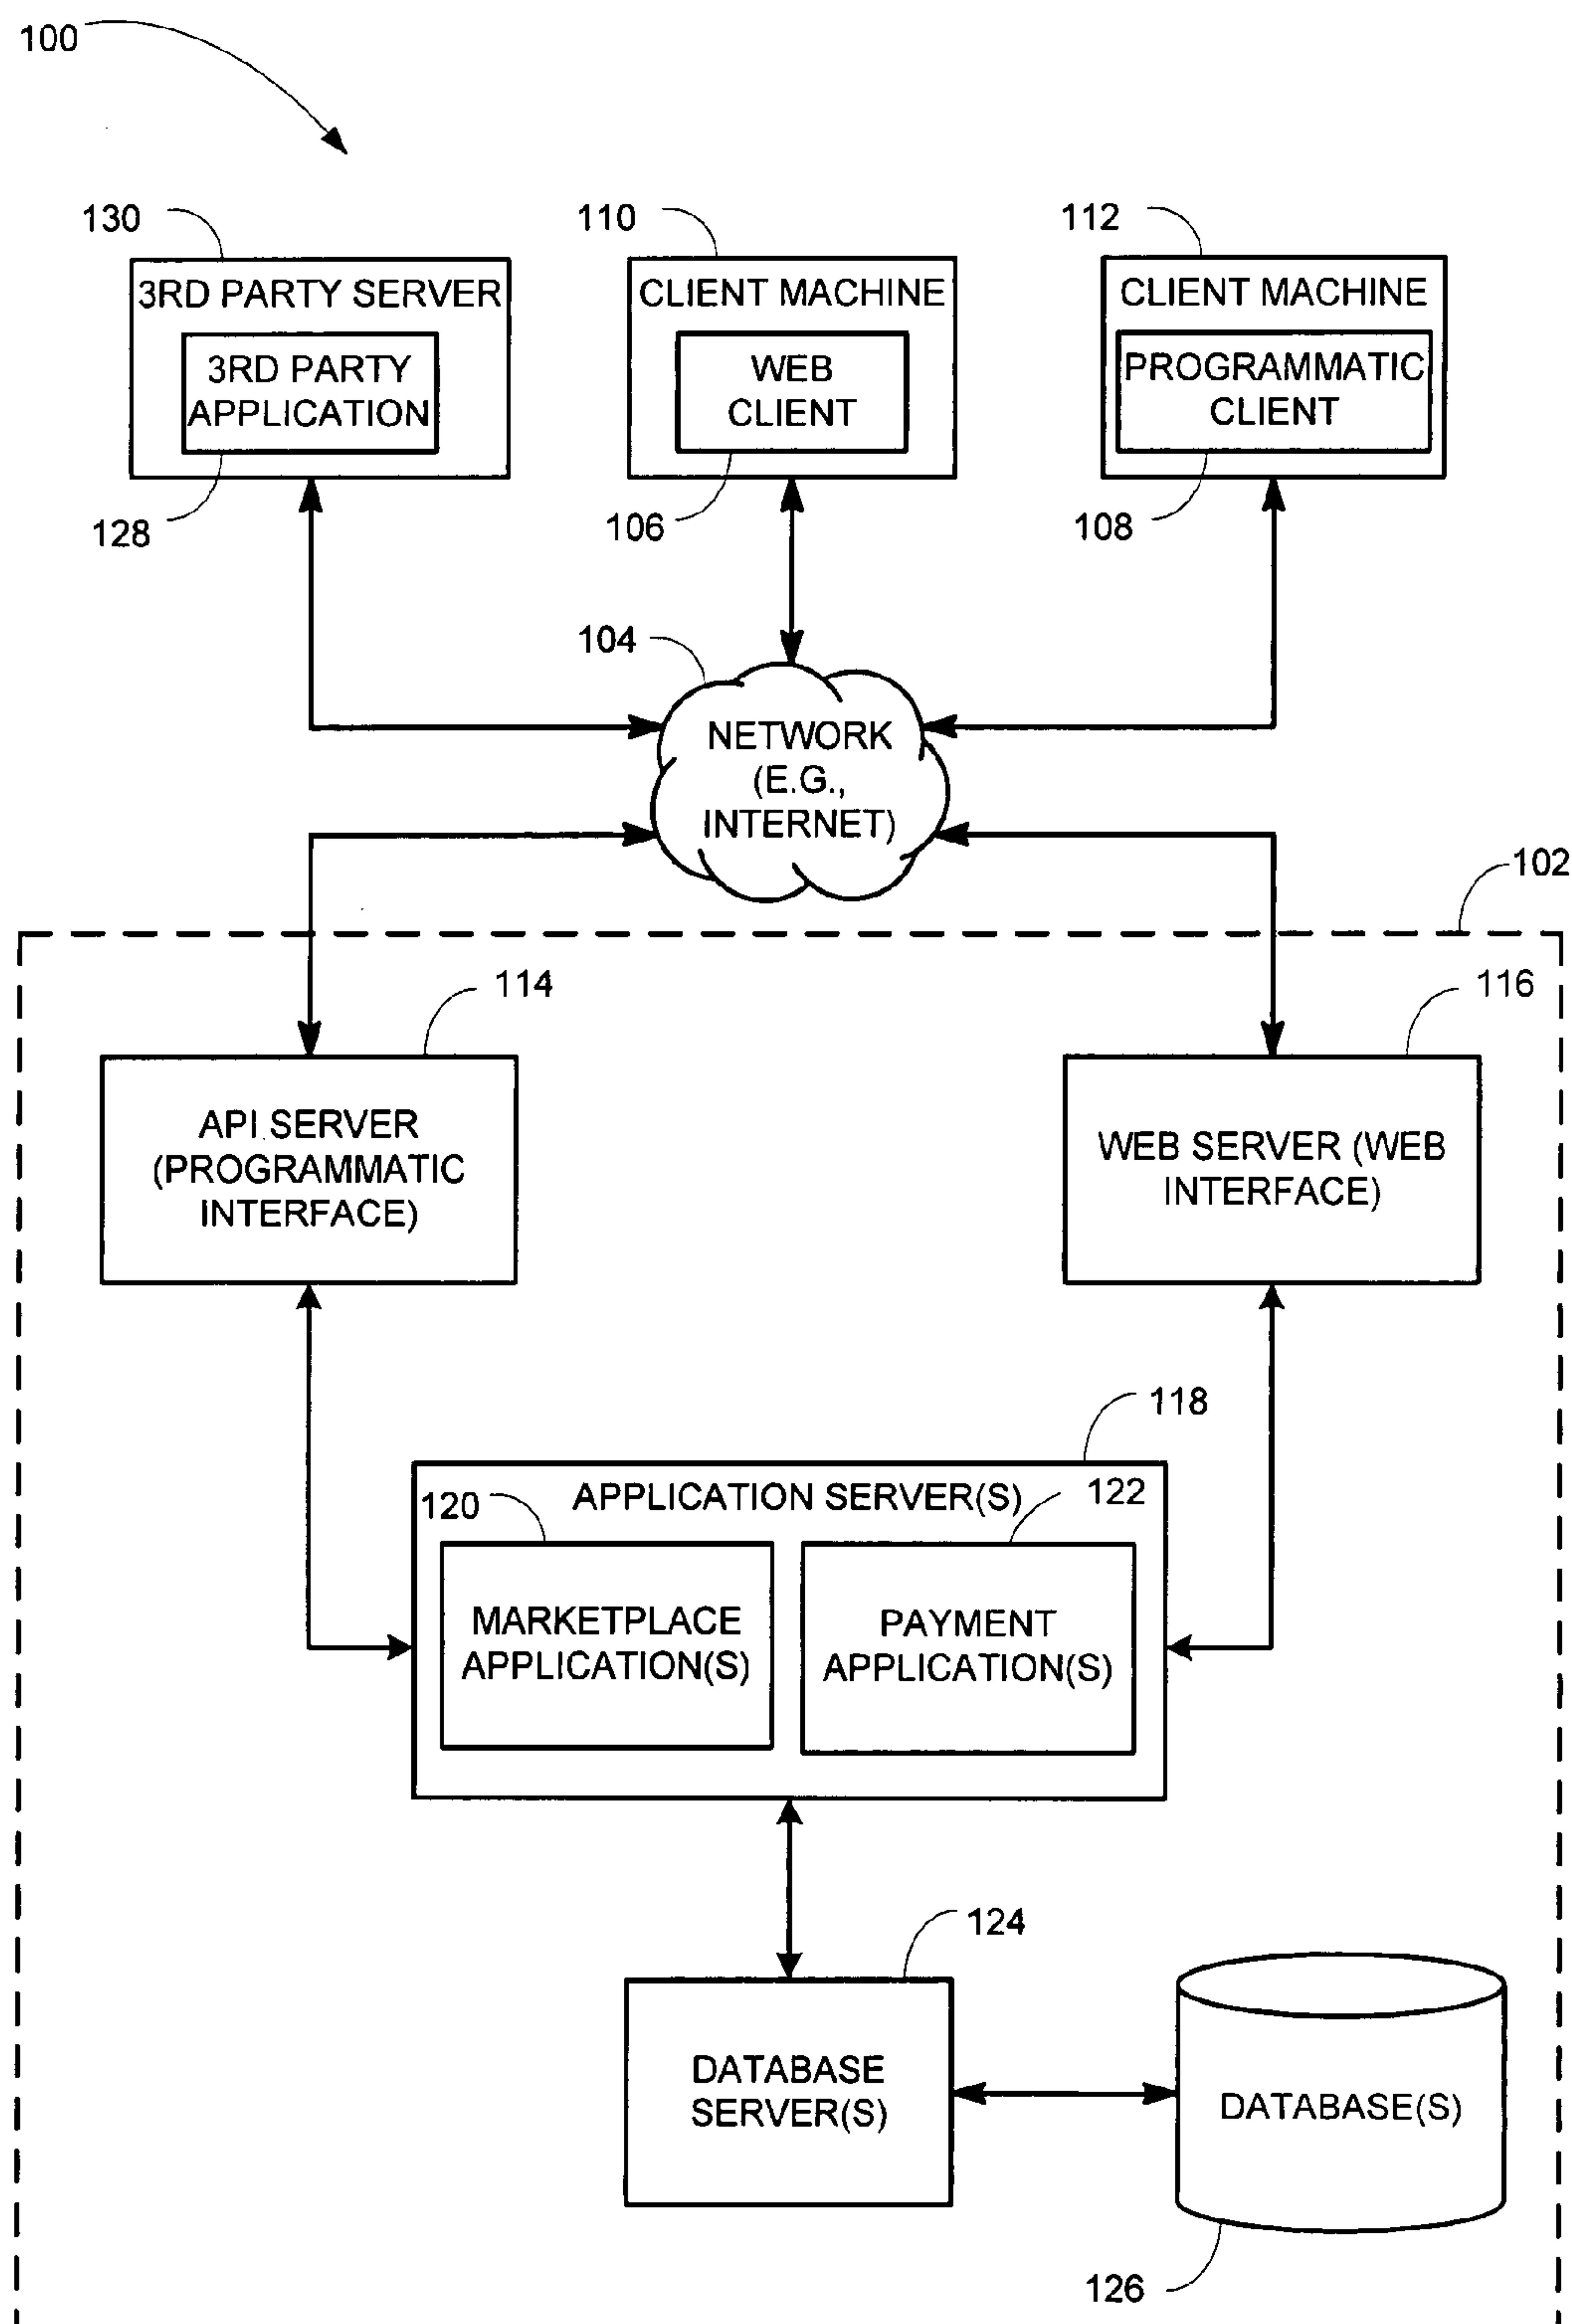 100
130
110
112
3RD PARTY SERVER
CLIENT MACHINE
CLIENT MACHINE
3RD PARTY
APPLICATION
WEB
CLIENT
PROGRAMMATIC
CLIENT
128
106
108
104
NETWORK
(E.G.,
INTERNET)
102
114
116
API SERVER
(PROGRAMMATIC
INTERFACE)
WEB SERVER (WEB
INTERFACE)
118
APPLICATION SERVER(S)
120
122
MARKETPLACE
APPLICATION(S)
PAYMENT
APPLICATION(S)
124
DATABASE
SERVER(S)
DATABASE(S)
126